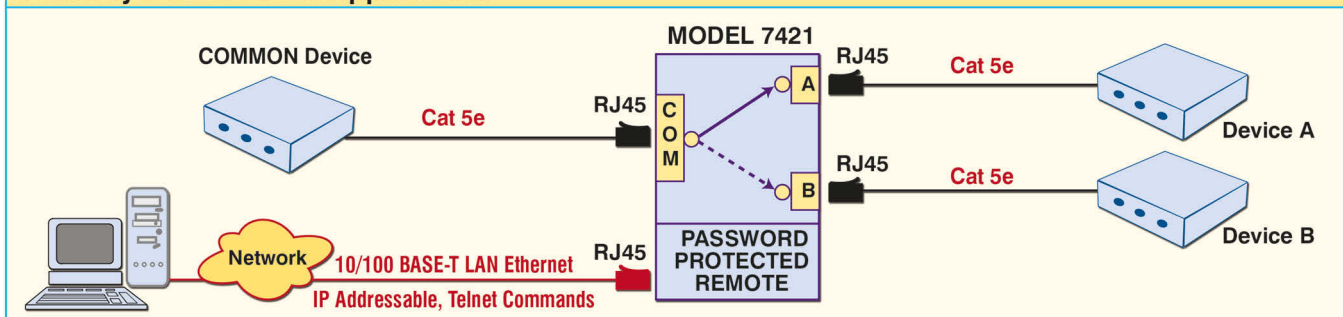 MODEL 7421
COMMON Device
RJ45
Cat 5e
A
RJ45
Cat 5e
COM
Device A
B
RJ45
Cat 5e
Device B
Network
10/100 BASE-T LAN Ethernet
IP Addressable, Telnet Commands
RJ45
PASSWORD
PROTECTED
REMOTE